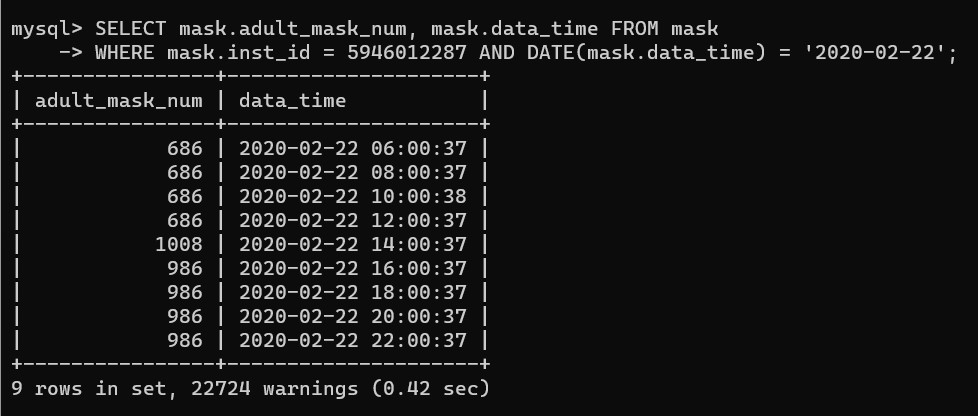 mysql> SELECT mask.adult_mask_num, mask.data_time FROM mask
    -> WHERE mask.inst_id = 5946012287 AND DATE(mask.data_time) = '2020-02-22';
+----------------+---------------------+
| adult_mask_num | data_time           |
+----------------+---------------------+
|            686 | 2020-02-22 06:00:37 |
|            686 | 2020-02-22 08:00:37 |
|            686 | 2020-02-22 10:00:38 |
|            686 | 2020-02-22 12:00:37 |
|           1008 | 2020-02-22 14:00:37 |
|            986 | 2020-02-22 16:00:37 |
|            986 | 2020-02-22 18:00:37 |
|            986 | 2020-02-22 20:00:37 |
|            986 | 2020-02-22 22:00:37 |
+----------------+---------------------+
9 rows in set, 22724 warnings (0.42 sec)